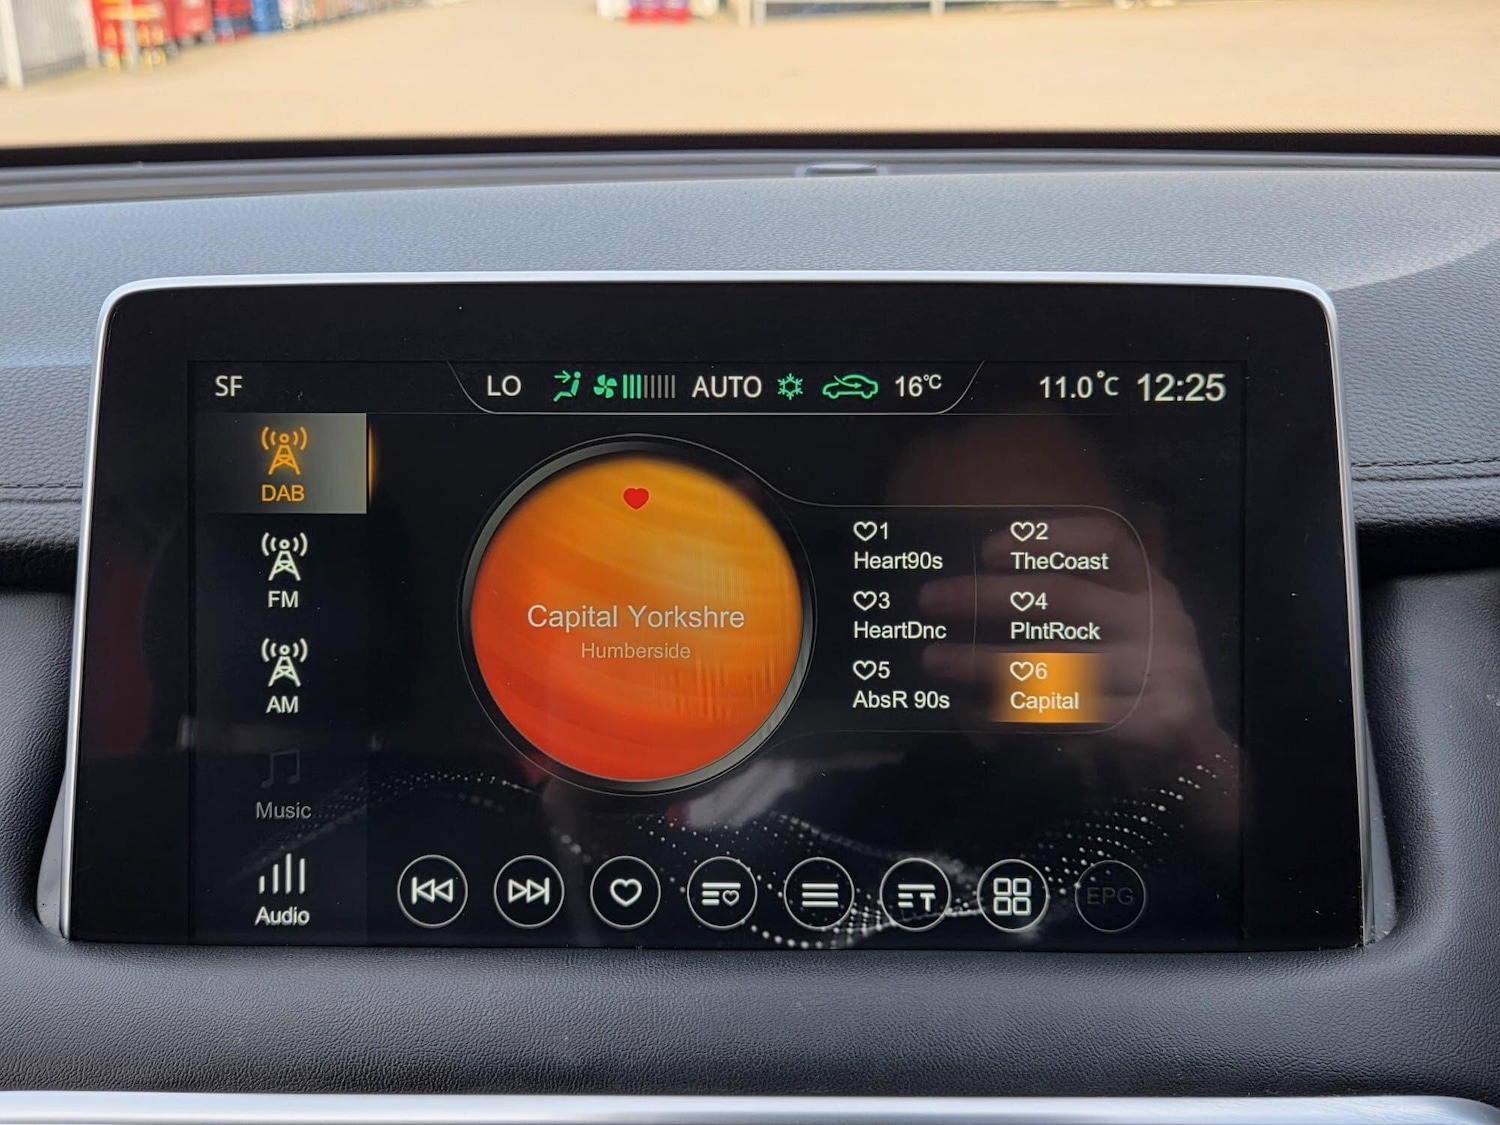 SF
LO AUTO 16°C
11.0°C 12:25
DAB
FM
AM
Music
Audio
Capital Yorkshre
Humberside
1
Heart90s
2
TheCoast
3
HeartDnc
4
PlntRock
5
AbsR 90s
6
Capital
T
EPG